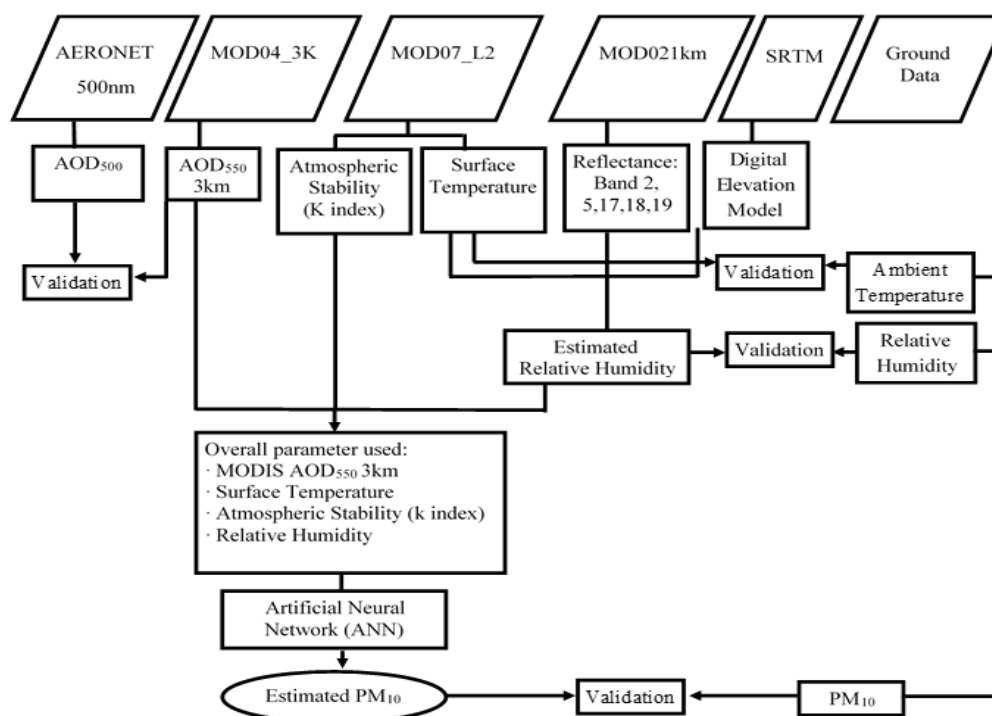 AERONET
500nm
MOD04_3K
MOD07_L2
MOD021km
SRTM
Ground
Data
AOD₅₀₀
AOD₅₅₀
3km
Atmospheric
Stability
(K index)
Surface
Temperature
Reflectance:
Band 2,
5,17,18,19
Digital
Elevation
Model
Validation
Validation
Ambient
Temperature
Estimated
Relative Humidity
Validation
Relative
Humidity
Overall parameter used:
· MODIS AOD₅₅₀ 3km
· Surface Temperature
· Atmospheric Stability (k index)
· Relative Humidity
Artificial Neural
Network (ANN)
Estimated PM₁₀
Validation
PM₁₀